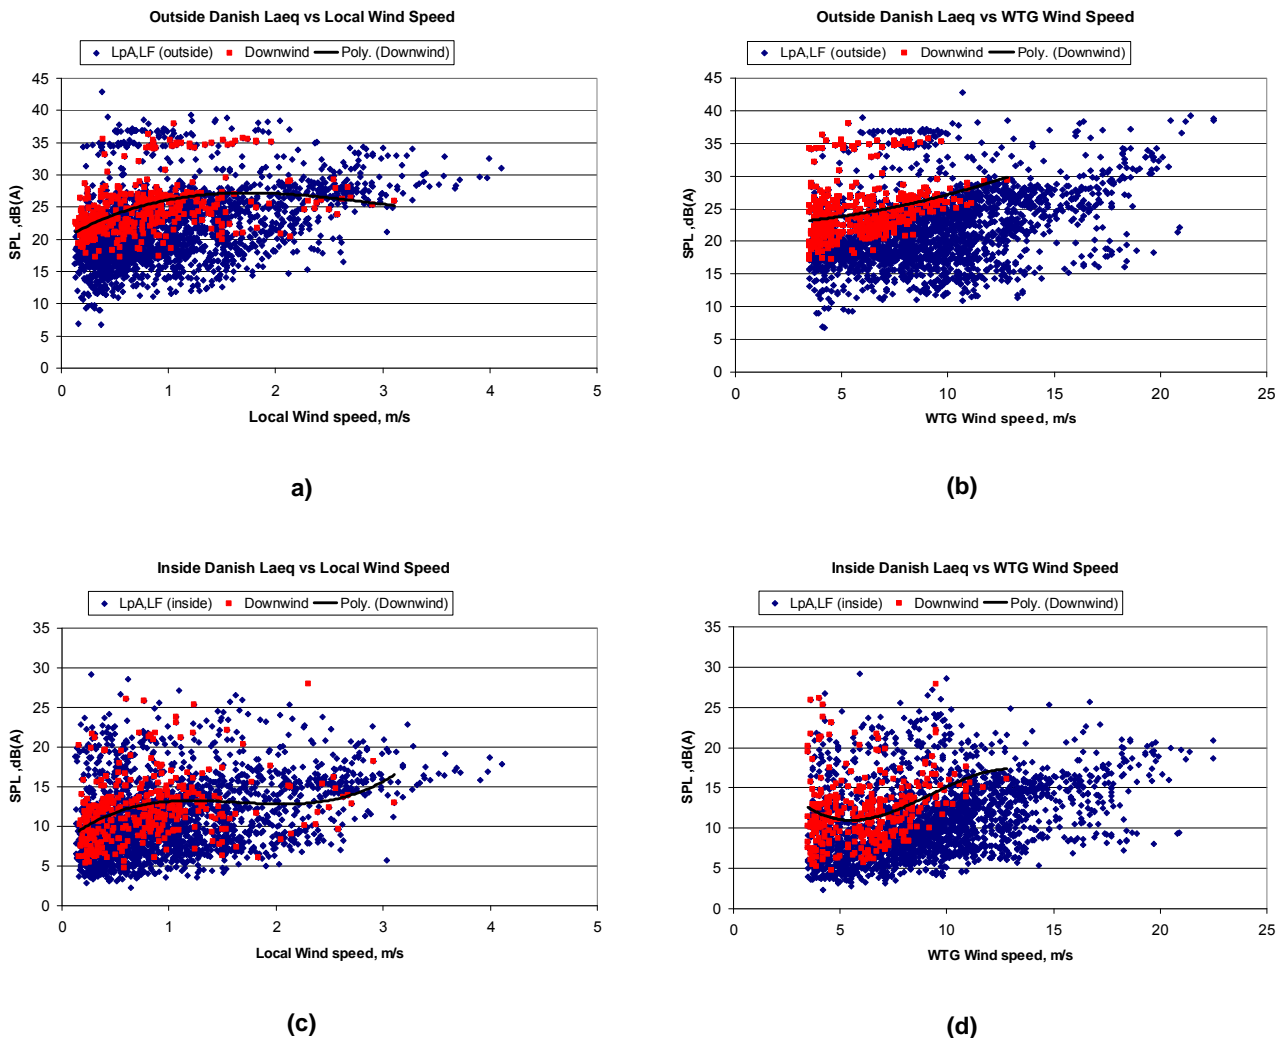 Outside Danish Laeq vs Local Wind Speed
LpA,LF (outside) Downwind Poly. (Downwind)
45
40
35
30
25
20
15
10
5
0
SPL ,dB(A)
0 1 2 3 4 5
Local Wind speed, m/s
a)
Outside Danish Laeq vs WTG Wind Speed
LpA,LF (outside) Downwind Poly. (Downwind)
45
40
35
30
25
20
15
10
5
0
SPL ,dB(A)
0 5 10 15 20 25
WTG Wind speed, m/s
(b)
Inside Danish Laeq vs Local Wind Speed
LpA,LF (inside) Downwind Poly. (Downwind)
35
30
25
20
15
10
5
0
SPL ,dB(A)
0 1 2 3 4 5
Local Wind speed, m/s
(c)
Inside Danish Laeq vs WTG Wind Speed
LpA,LF (inside) Downwind Poly. (Downwind)
35
30
25
20
15
10
5
0
SPL ,dB(A)
0 5 10 15 20 25
WTG Wind speed, m/s
(d)